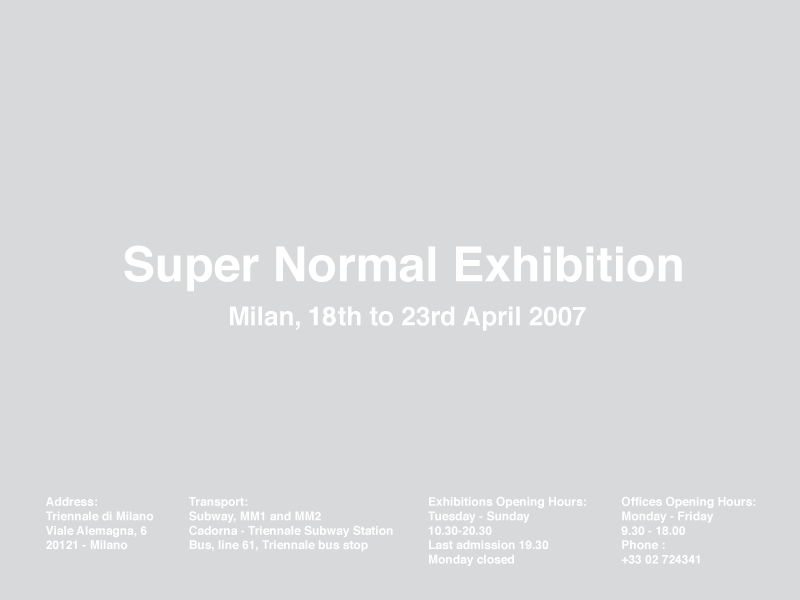 Super Normal Exhibition
Milan, 18th to 23rd April 2007
Address:
Triennale di Milano
Viale Alemagna, 6
20121 - Milano
Transport:
Subway, MM1 and MM2
Cadorna - Triennale Subway Station
Bus, line 61, Triennale bus stop
Exhibitions Opening Hours:
Tuesday - Sunday
10.30-20.30
Last admission 19.30
Monday closed
Offices Opening Hours:
Monday - Friday
9.30 - 18.00
Phone :
+33 02 724341